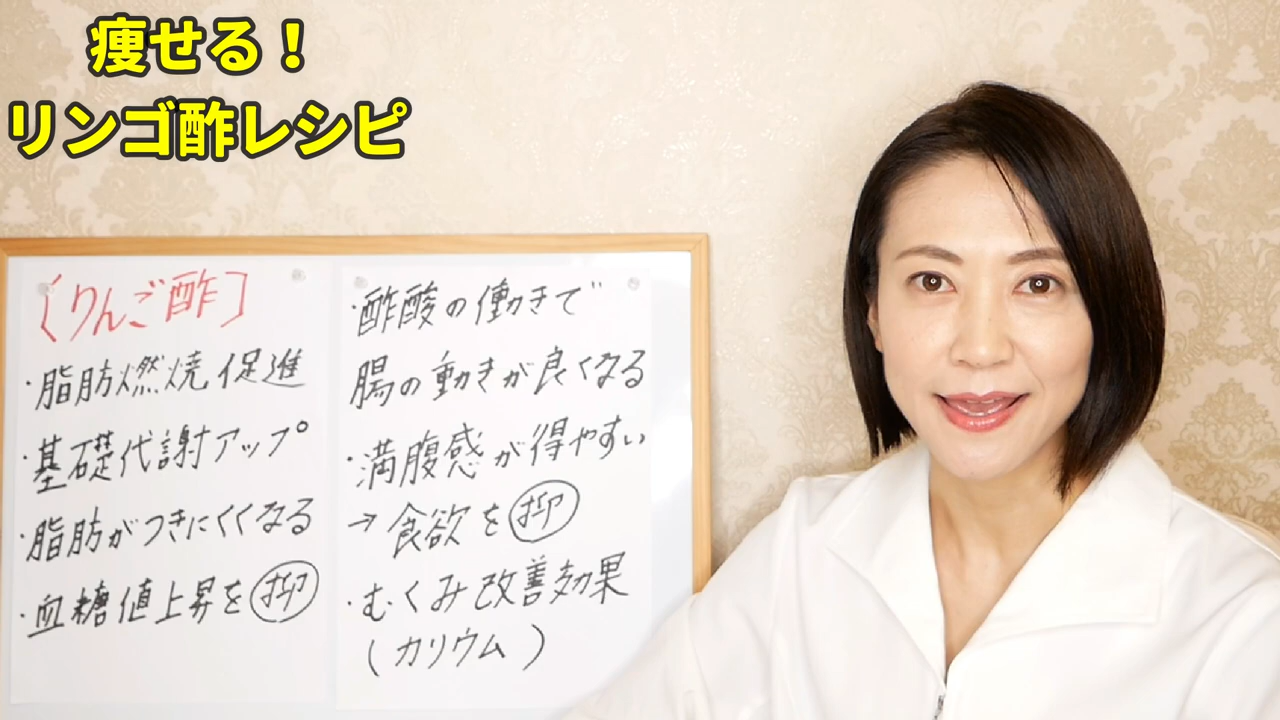 痩せる！
リンゴ酢レシピ
〔りんご酢〕
・脂肪燃焼促進
・基礎代謝アップ
・脂肪がつきにくくなる
・血糖値上昇を抑
・酢酸の働きで
腸の動きが良くなる
・満腹感が得やすい
→食欲を抑
・むくみ改善効果
(カリウム)